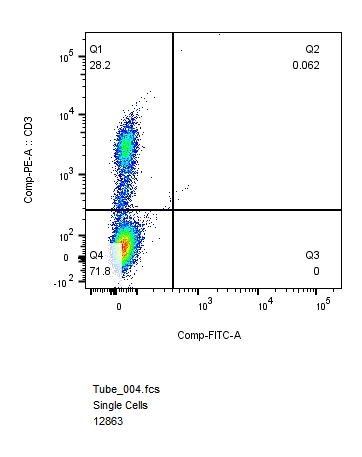 Q1
28.2
Q2
0.062
Q4
71.8
Q3
0
10^5
10^4
10^3
10^2
0
-10^2
Comp-PE-A :: CD3
0
10^3
10^4
10^5
Comp-FITC-A
Tube_004.fcs
Single Cells
12863